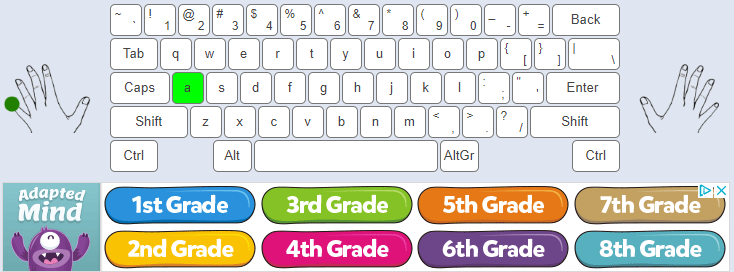 ~ ` ! 1 @ 2 # 3 $ 4 % 5 ^ 6 & 7 * 8 ( 9 ) 0 _ - + = Back
Tab q w e r t y u i o p { [ } ] | \
Caps a s d f g h j k l : ; " ' Enter
Shift z x c v b n m < , > . ? / Shift
Ctrl Alt AltGr Ctrl
Adapted
Mind
1st Grade 3rd Grade 5th Grade 7th Grade
2nd Grade 4th Grade 6th Grade 8th Grade